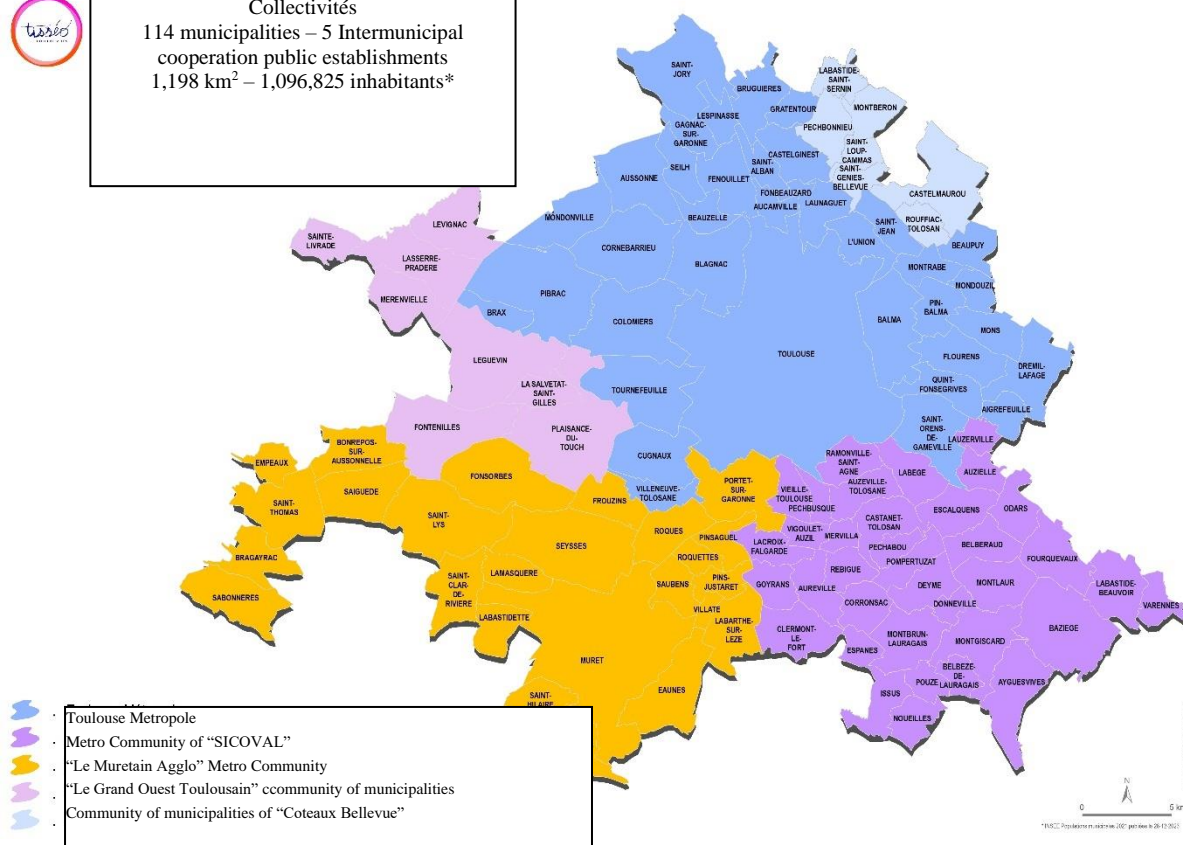 tisséo
Collectivités
114 municipalities – 5 Intermunicipal
cooperation public establishments
1,198 km² – 1,096,825 inhabitants*
SAINT-
JORY
BRUGUIERES
LABASTIDE-
SAINT-
SERNIN
MONTBERON
LESPINASSE
GRATENTOUR
GAGNAC-
SUR-
GARONNE
PECHBONNIEU
SAINT-
LOUP-
CAMMAS
CASTELGINEST
SEILH
SAINT-
ALBAN
SAINT-
GENIES-
BELLEVUE
AUSSONNE
FENOUILLET
FONBEAUZARD
CASTELMAUROU
AUCAMVILLE
LAUNAGUET
MONDONVILLE
BEAUZELLE
SAINT-
JEAN
ROUFFIAC-
TOLOSAN
LEVIGNAC
SAINTE-
LIVRADE
L'UNION
BEAUPUY
CORNEBARRIEU
LASSERRE-
PRADERE
BLAGNAC
MONTRABE
MONDOUZIL
MERENVIELLE
PIBRAC
BRAX
COLOMIERS
BALMA
PIN-
BALMA
MONS
TOULOUSE
FLOURENS
DREMIL-
LAFAGE
LEGUEVIN
LA SALVETAT-
SAINT-
GILLES
TOURNEFEUILLE
QUINT-
FONSEGRIVES
AIGREFEUILLE
FONTENILLES
PLAISANCE-
DU-
TOUCH
SAINT-
ORENS-
DE-
GAMEVILLE
LAUZERVILLE
BONREPOS-
SUR-
AUSSONNELLE
CUGNAUX
RAMONVILLE-
SAINT-
AGNE
EMPEAUX
FONSORBES
LABEGE
AUZIELLE
PORTET-
SUR-
GARONNE
VIEILLE-
TOULOUSE
AUZEVILLE-
TOLOSANE
SAIGUEDE
VILLENEUVE-
TOLOSANE
FROUZINS
PECHBUSQUE
SAINT-
THOMAS
SAINT-
LYS
ESCALQUENS
ODARS
CASTANET-
TOLOSAN
ROQUES
PINSAGUEL
VIGOULET-
AUZIL
MERVILLA
LACROIX-
FALGARDE
SEYSSES
BELBERAUD
PECHABOU
BRAGAYRAC
ROQUETTES
POMPERTUZAT
FOURQUEVAUX
REBIGUE
LAMASQUERE
SAINT-
CLAR-
DE-
RIVIERE
SAUBENS
PINS-
JUSTARET
GOYRANS
AUREVILLE
DEYME
MONTLAUR
LABASTIDE-
BEAUVOIR
SABONNERES
CORRONSAC
DONNEVILLE
VARENNES
VILLATE
LABASTIDETTE
LABARTHE-
SUR-
LEZE
CLERMONT-
LE-
FORT
MONTBRUN-
LAURAGAIS
MONTGISCARD
BAZIEGE
ESPANES
MURET
BELBEZE-
DE-
LAURAGAIS
POUZE
AYGUESVIVES
EAUNES
ISSUS
SAINT-
HILAIRE
NOUEILLES
. Toulouse Metropole
. Metro Community of “SICOVAL”
. “Le Muretain Agglo” Metro Community
. “Le Grand Ouest Toulousain” ccommunity of municipalities
. Community of municipalities of “Coteaux Bellevue”
N
0 5 km